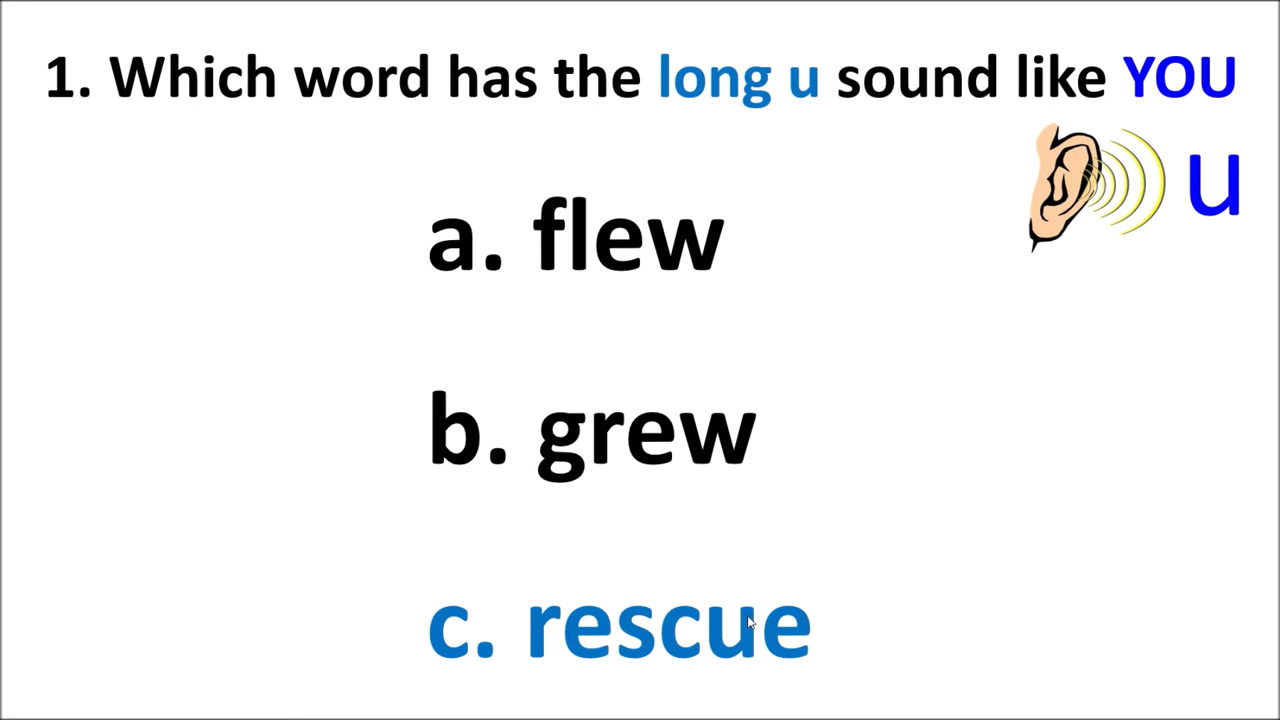 1. Which word has the long u sound like YOU
u
a. flew
b. grew
c. rescue